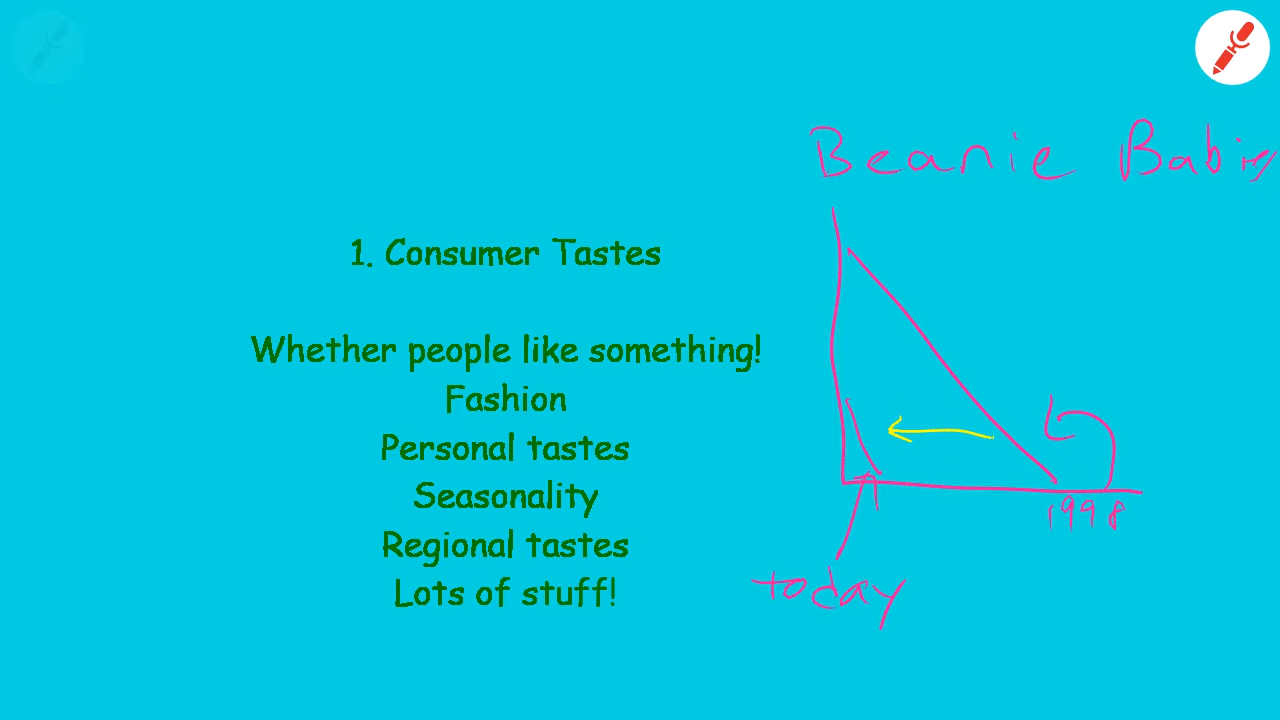 Beanie Babies
1. Consumer Tastes
Whether people like something!
Fashion
Personal tastes
Seasonality
Regional tastes
Lots of stuff!
1998
today